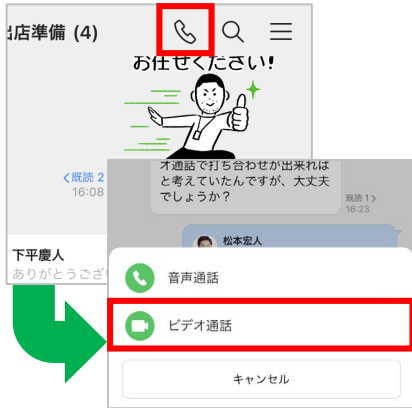 出店準備 (4)
お任せください!
既読 2
16:08
下平慶人
ありがとうござ
オ通話で打ち合わせが出来れば
と考えていたんですが、大丈夫
でしょうか？
既読 1
16:23
松本宏人
音声通話
ビデオ通話
キャンセル